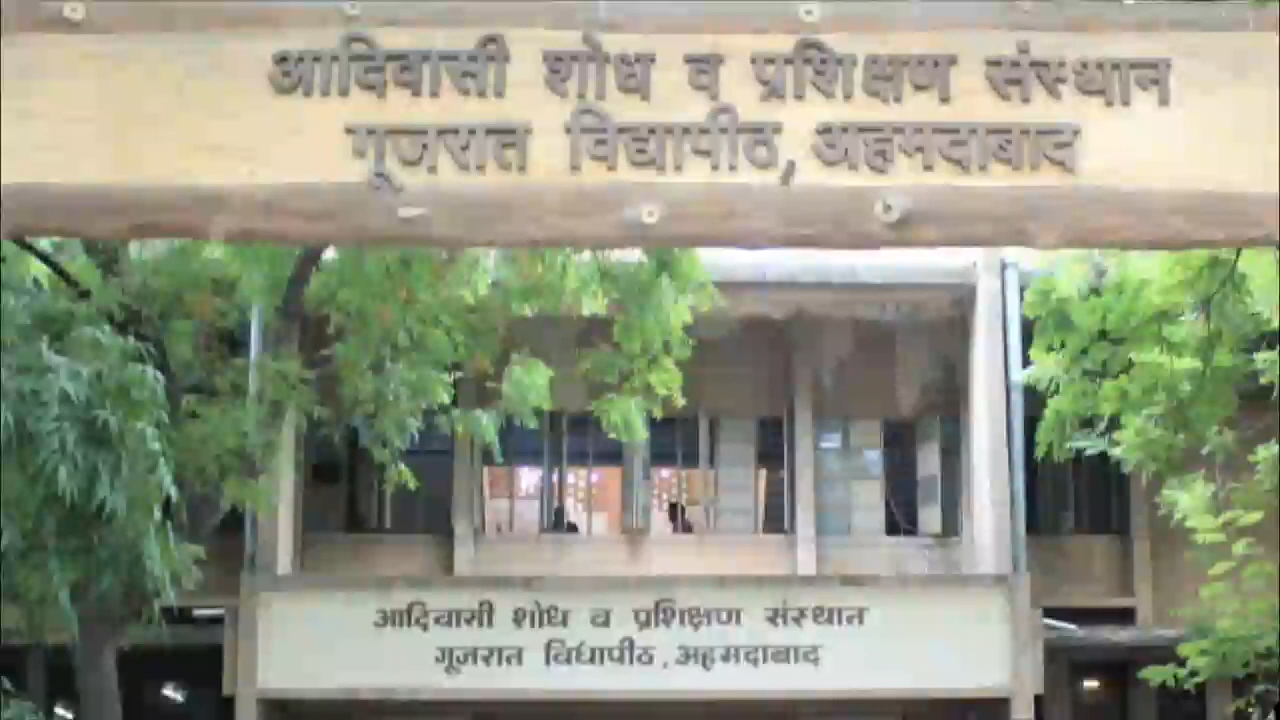 आदिवासी शोध व प्रशिक्षण संस्थान
गूजरात विद्यापीठ, अहमदाबाद
आदिवासी शोध व प्रशिक्षण संस्थान
गूजरात विद्यापीठ, अहमदाबाद